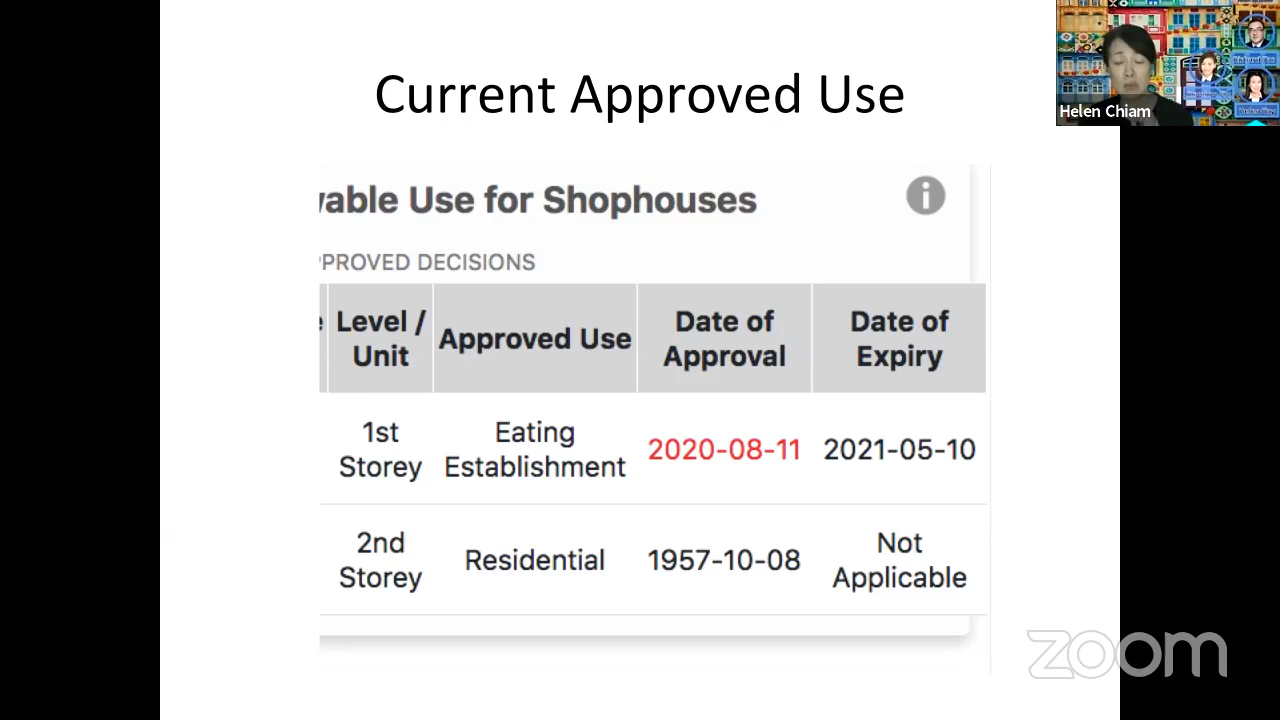 Current Approved Use
Helen Chiam
vable Use for Shophouses
i
PROVED DECISIONS
e
Level /
Unit
Approved Use
Date of
Approval
Date of
Expiry
1st
Storey
Eating
Establishment
2020-08-11
2021-05-10
2nd
Storey
Residential
1957-10-08
Not
Applicable
zoom